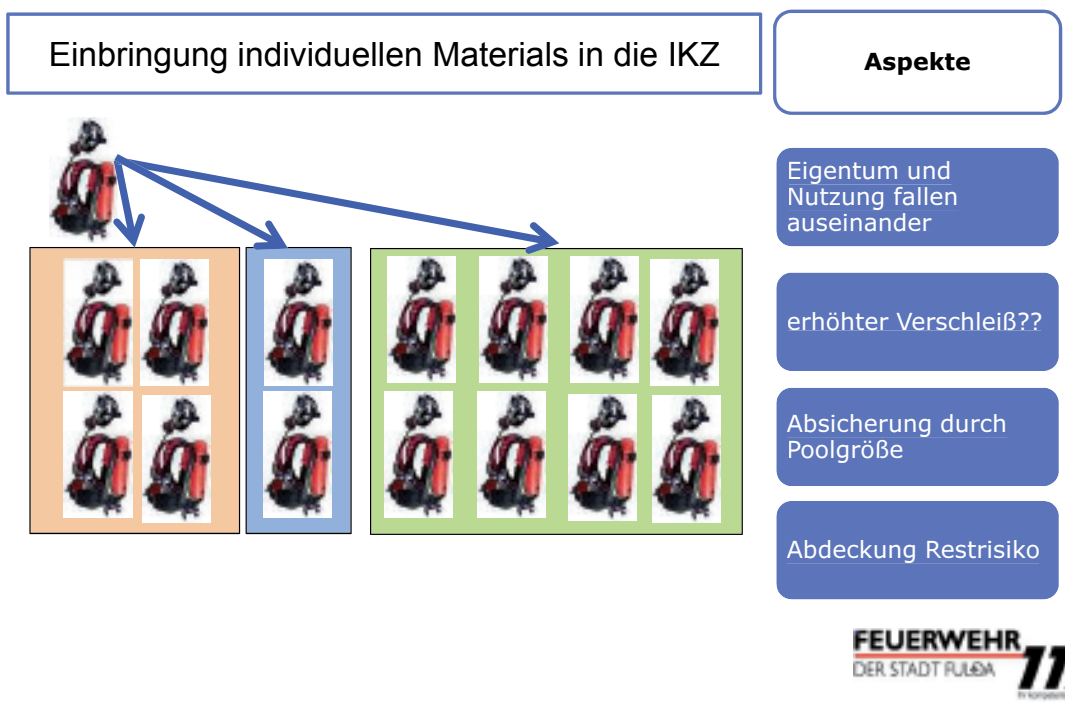 Einbringung individuellen Materials in die IKZ
Aspekte
Eigentum und
Nutzung fallen
auseinander
erhöhter Verschleiß??
Absicherung durch
Poolgröße
Abdeckung Restrisiko
FEUERWEHR
DER STADT FULDA